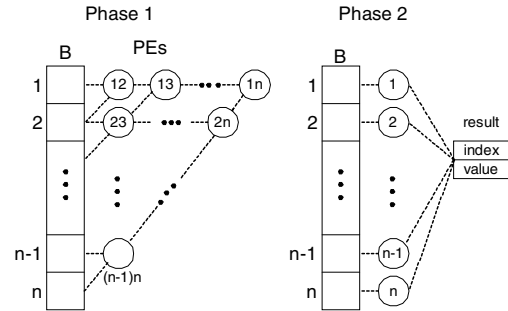 Phase 1
Phase 2
B
PEs
B
1
12
13
1n
1
1
2
23
2n
2
2
result
index
value
n-1
(n-1)n
n-1
n-1
n
n
n